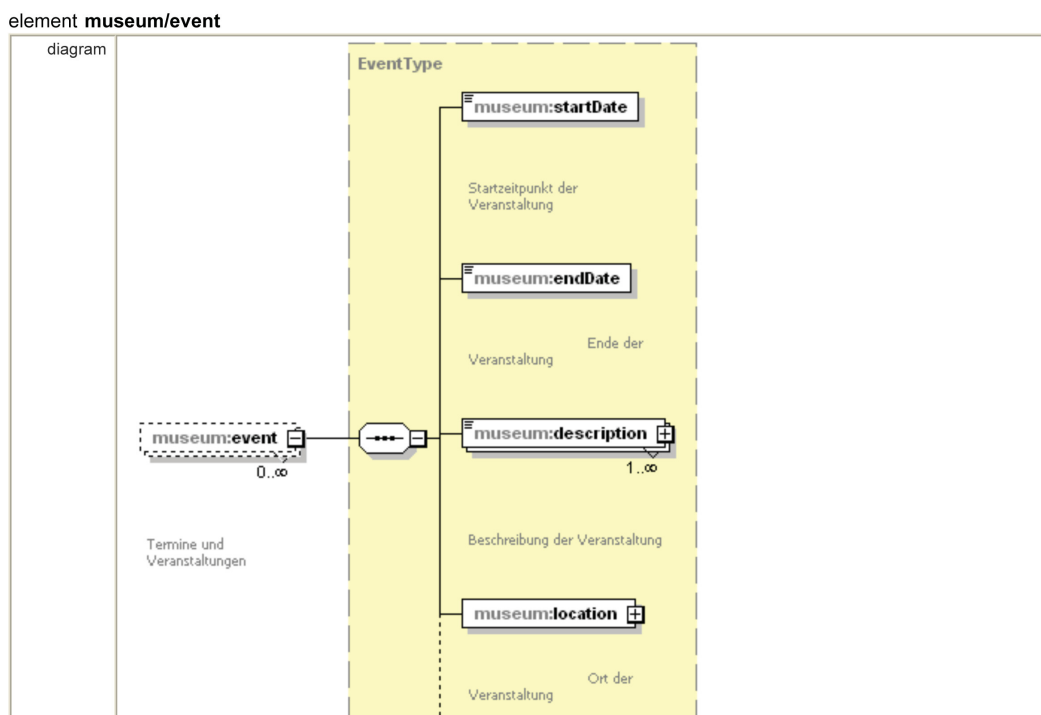 element museum/event
diagram
EventType
museum:startDate
Startzeitpunkt der
Veranstaltung
museum:endDate
Ende der
Veranstaltung
museum:event
0..∞
Termine und
Veranstaltungen
museum:description
1..∞
Beschreibung der Veranstaltung
museum:location
Ort der
Veranstaltung